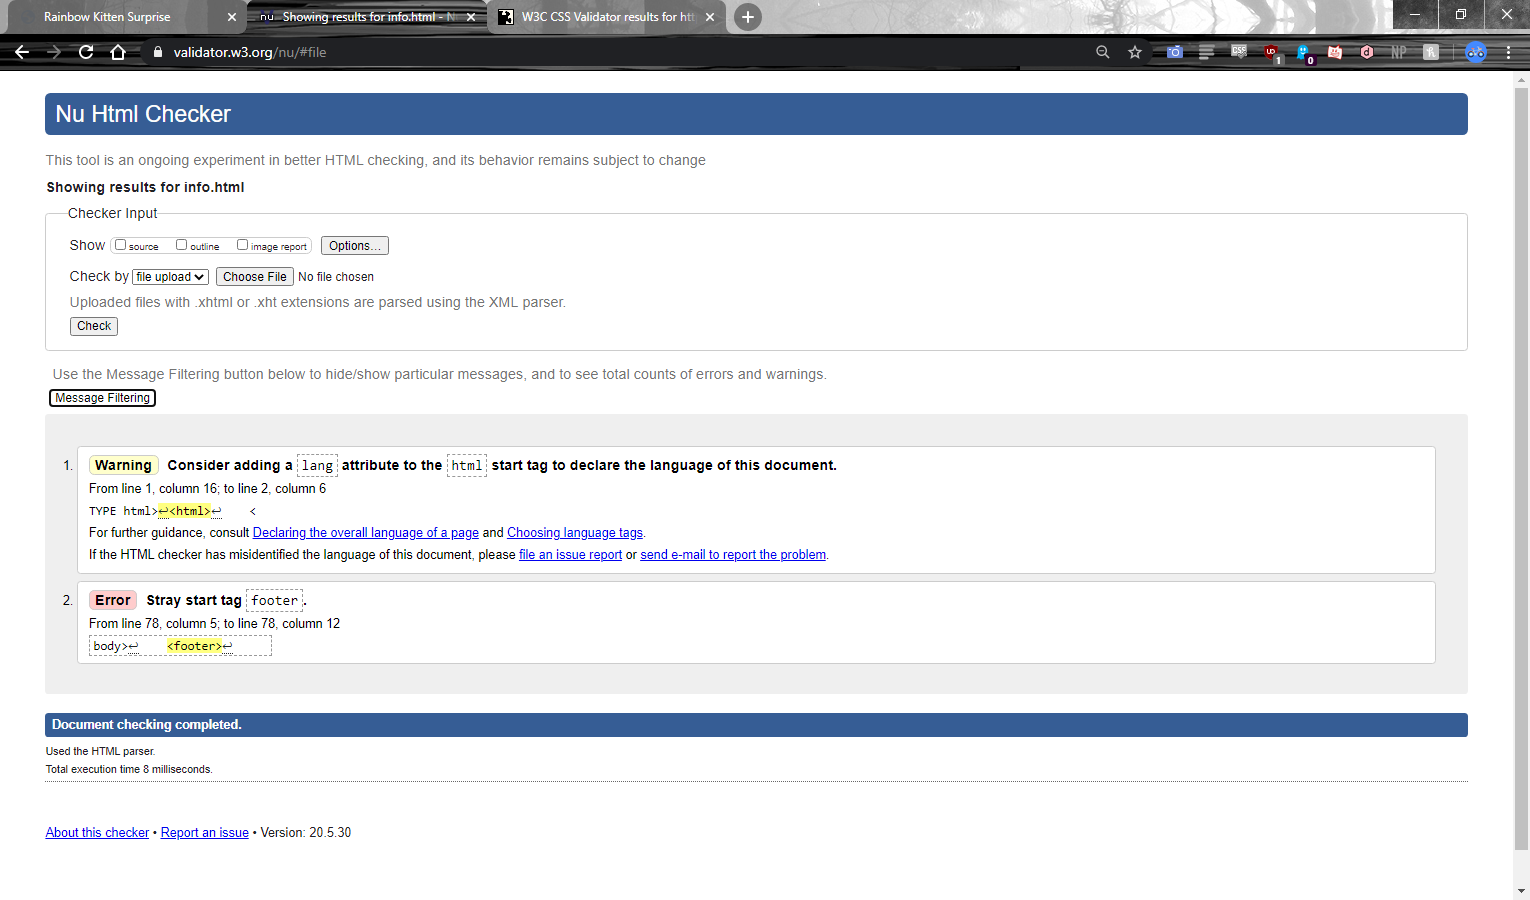 Rainbow Kitten Surprise
Showing results for info.html - N
W3C CSS Validator results for htt
validator.w3.org/nu/#file
Nu Html Checker
This tool is an ongoing experiment in better HTML checking, and its behavior remains subject to change
Showing results for info.html
Checker Input
Show source outline image report Options...
Check by file upload Choose File No file chosen
Uploaded files with .xhtml or .xht extensions are parsed using the XML parser.
Check
Use the Message Filtering button below to hide/show particular messages, and to see total counts of errors and warnings.
Message Filtering
1. Warning Consider adding a lang attribute to the html start tag to declare the language of this document.
From line 1, column 16; to line 2, column 6
TYPE html>↩<html>↩ <
For further guidance, consult Declaring the overall language of a page and Choosing language tags.
If the HTML checker has misidentified the language of this document, please file an issue report or send e-mail to report the problem.
2. Error Stray start tag footer.
From line 78, column 5; to line 78, column 12
body>↩ <footer>↩
Document checking completed.
Used the HTML parser.
Total execution time 8 milliseconds.
About this checker • Report an issue • Version: 20.5.30